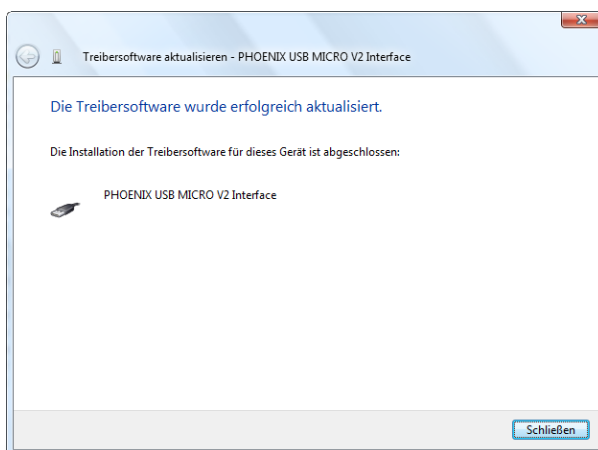 Treibersoftware aktualisieren - PHOENIX USB MICRO V2 Interface
Die Treibersoftware wurde erfolgreich aktualisiert.
Die Installation der Treibersoftware für dieses Gerät ist abgeschlossen:
PHOENIX USB MICRO V2 Interface
Schließen